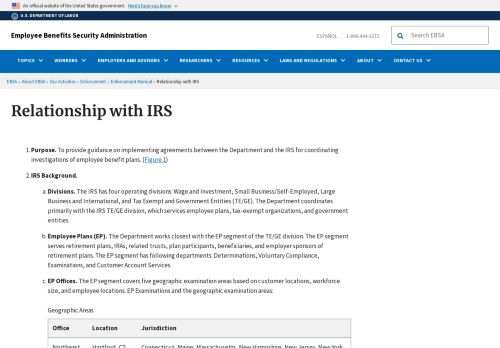 An official website of the United States government. Here's how you know
U.S. DEPARTMENT OF LABOR
Employee Benefits Security Administration
ESPAÑOL 1-866-444-3272
Search EBSA
TOPICS WORKERS EMPLOYERS AND ADVISERS RESEARCHERS RESOURCES LAWS AND REGULATIONS ABOUT CONTACT US
EBSA » About EBSA » Our Activities » Enforcement » Enforcement Manual » Relationship with IRS
Relationship with IRS
1. Purpose. To provide guidance on implementing agreements between the Department and the IRS for coordinating
investigations of employee benefit plans. (Figure 1)
2. IRS Background.
a. Divisions. The IRS has four operating divisions: Wage and Investment, Small Business/Self-Employed, Large
Business and International, and Tax Exempt and Government Entities (TE/GE). The Department coordinates
primarily with the IRS TE/GE division, which services employee plans, tax-exempt organizations, and government
entities.
b. Employee Plans (EP). The Department works closest with the EP segment of the TE/GE division. The EP segment
serves retirement plans, IRAs, related trusts, plan participants, beneficiaries, and employer sponsors of
retirement plans. The EP segment has following departments: Determinations, Voluntary Compliance,
Examinations, and Customer Account Services.
c. EP Offices. The EP segment covers five geographic examination areas based on customer locations, workforce
size, and employee locations. EP Examinations and the geographic examination areas:
Geographic Areas
Office Location Jurisdiction
Northeast Hartford, CT Connecticut, Maine, Massachusetts, New Hampshire, New Jersey, New York,